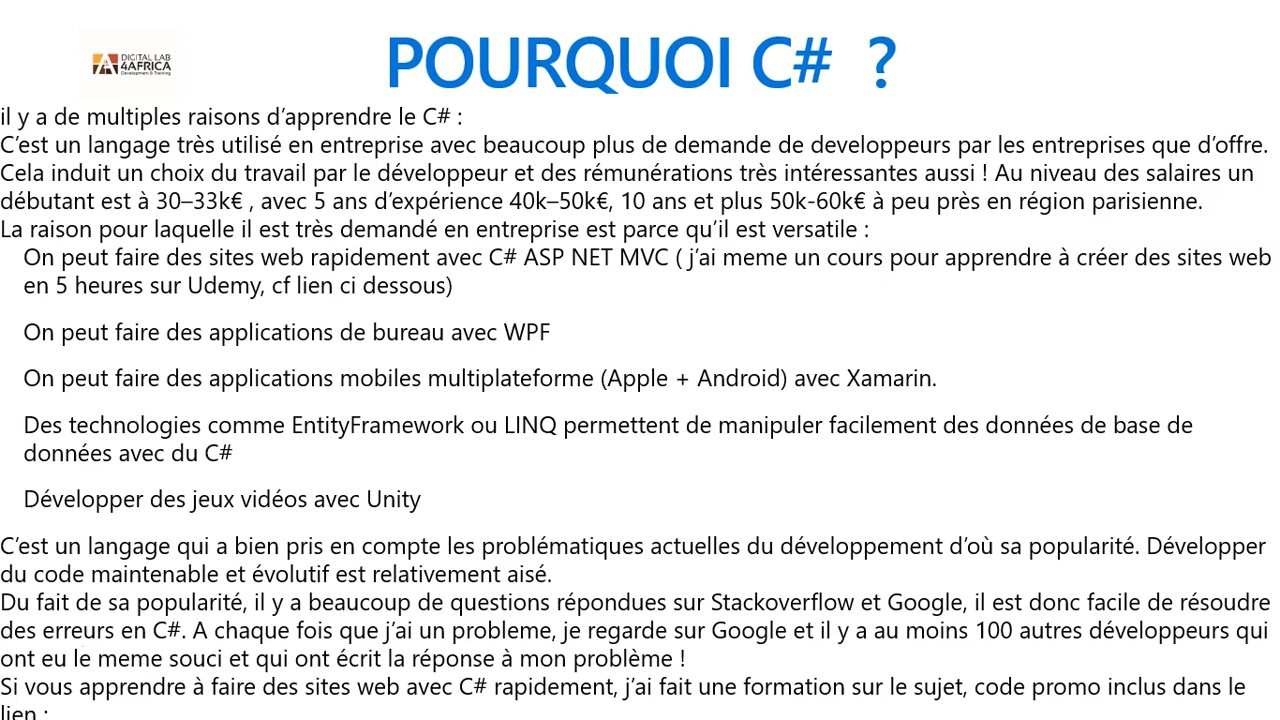 DIGITAL LAB
4AFRICA
Development & Training
POURQUOI C# ?
il y a de multiples raisons d’apprendre le C# :
C’est un langage très utilisé en entreprise avec beaucoup plus de demande de developpeurs par les entreprises que d’offre.
Cela induit un choix du travail par le développeur et des rémunérations très intéressantes aussi ! Au niveau des salaires un
débutant est à 30–33k€ , avec 5 ans d’expérience 40k–50k€, 10 ans et plus 50k-60k€ à peu près en région parisienne.
La raison pour laquelle il est très demandé en entreprise est parce qu’il est versatile :
On peut faire des sites web rapidement avec C# ASP NET MVC ( j’ai meme un cours pour apprendre à créer des sites web
en 5 heures sur Udemy, cf lien ci dessous)
On peut faire des applications de bureau avec WPF
On peut faire des applications mobiles multiplateforme (Apple + Android) avec Xamarin.
Des technologies comme EntityFramework ou LINQ permettent de manipuler facilement des données de base de
données avec du C#
Développer des jeux vidéos avec Unity
C’est un langage qui a bien pris en compte les problématiques actuelles du développement d’où sa popularité. Développer
du code maintenable et évolutif est relativement aisé.
Du fait de sa popularité, il y a beaucoup de questions répondues sur Stackoverflow et Google, il est donc facile de résoudre
des erreurs en C#. A chaque fois que j’ai un probleme, je regarde sur Google et il y a au moins 100 autres développeurs qui
ont eu le meme souci et qui ont écrit la réponse à mon problème !
Si vous apprendre à faire des sites web avec C# rapidement, j’ai fait une formation sur le sujet, code promo inclus dans le
lien :